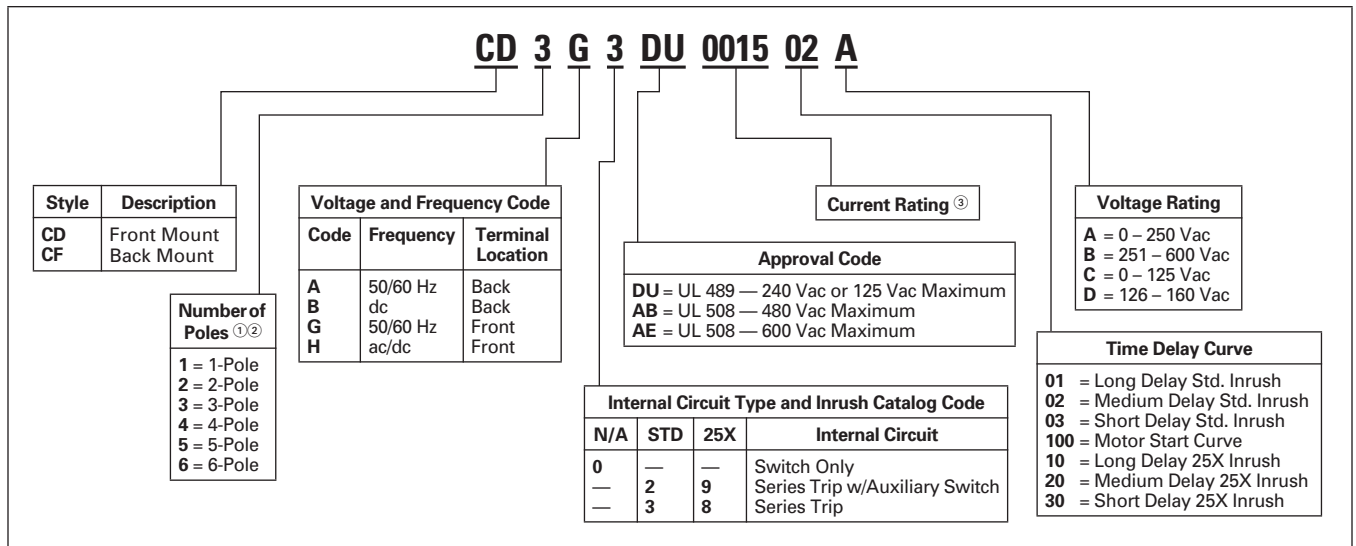 CD 3 G 3 DU 0015 02 A
Style Description
CD Front Mount
CF Back Mount
Number of
Poles ①②
1 = 1-Pole
2 = 2-Pole
3 = 3-Pole
4 = 4-Pole
5 = 5-Pole
6 = 6-Pole
Voltage and Frequency Code
Code Frequency Terminal
Location
A 50/60 Hz Back
B dc Back
G 50/60 Hz Front
H ac/dc Front
Internal Circuit Type and Inrush Catalog Code
N/A STD 25X Internal Circuit
0 — — Switch Only
— 2 9 Series Trip w/Auxiliary Switch
— 3 8 Series Trip
Approval Code
DU = UL 489 — 240 Vac or 125 Vac Maximum
AB = UL 508 — 480 Vac Maximum
AE = UL 508 — 600 Vac Maximum
Current Rating ③
Time Delay Curve
01 = Long Delay Std. Inrush
02 = Medium Delay Std. Inrush
03 = Short Delay Std. Inrush
100 = Motor Start Curve
10 = Long Delay 25X Inrush
20 = Medium Delay 25X Inrush
30 = Short Delay 25X Inrush
Voltage Rating
A = 0 – 250 Vac
B = 251 – 600 Vac
C = 0 – 125 Vac
D = 126 – 160 Vac